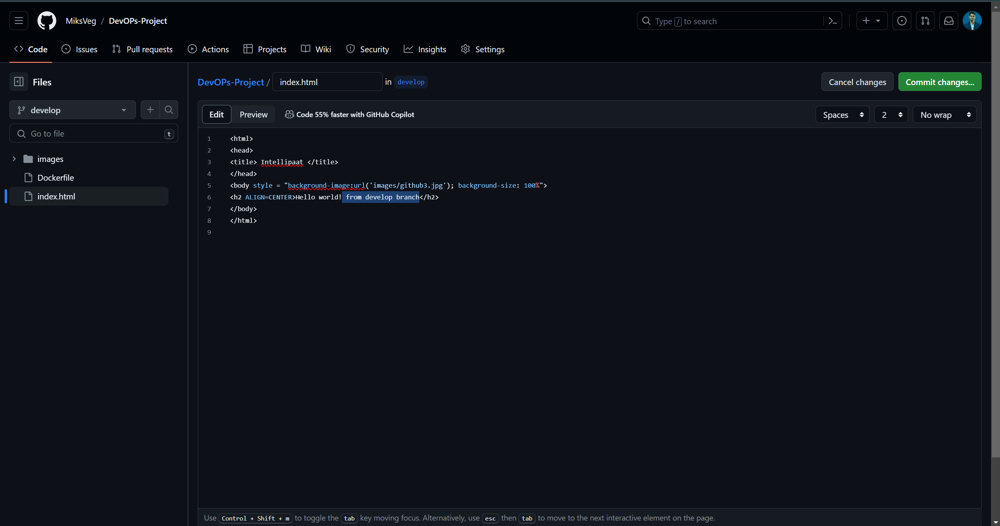 MiksVeg / DevOPs-Project
Type / to search
Code Issues Pull requests Actions Projects Wiki Security Insights Settings
Files
develop
Go to file t
images
Dockerfile
index.html
DevOPs-Project / index.html in develop
Cancel changes Commit changes...
Edit Preview Code 55% faster with GitHub Copilot
Spaces 2 No wrap
1 <html>
2 <head>
3 <title> Intellipaat </title>
4 </head>
5 <body style = "background-image:url('images/github3.jpg'); background-size: 100%">
6 <h2 ALIGN=CENTER>Hello world! from develop branch</h2>
7 </body>
8 </html>
9
Use Control + Shift + m to toggle the tab key moving focus. Alternatively, use esc then tab to move to the next interactive element on the page.